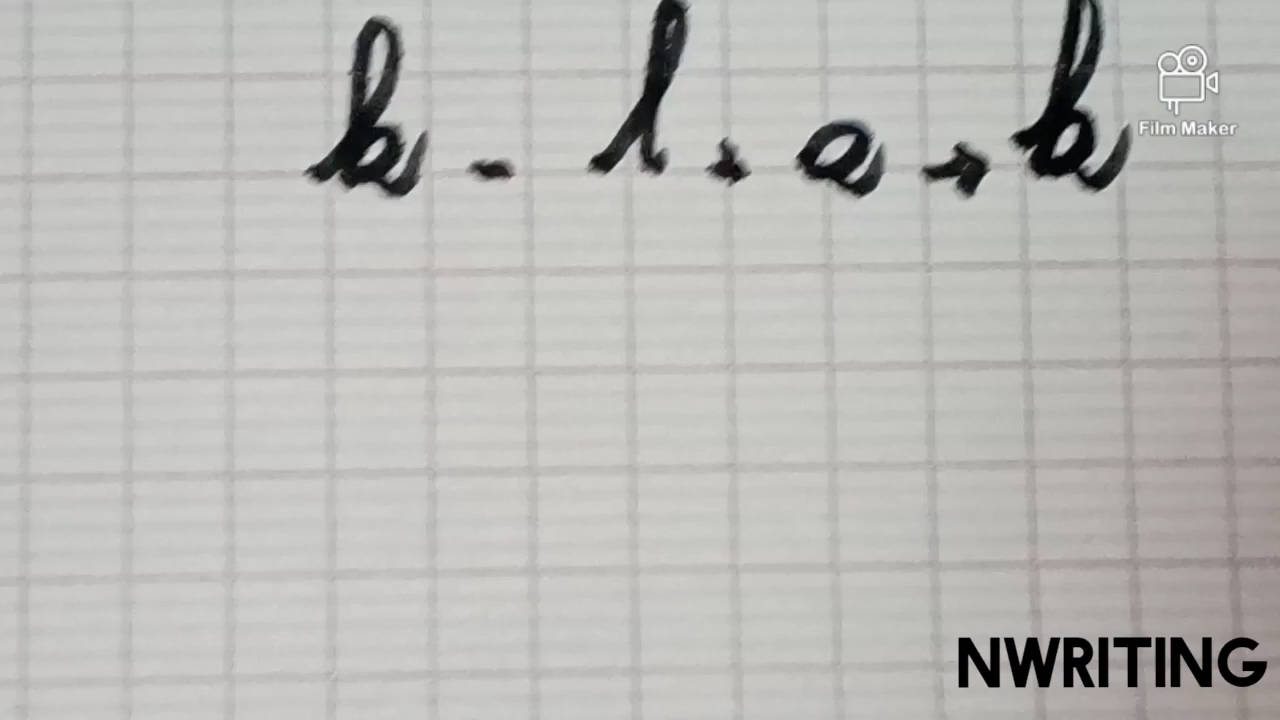 b - l . a . b
Film Maker
NWRITING